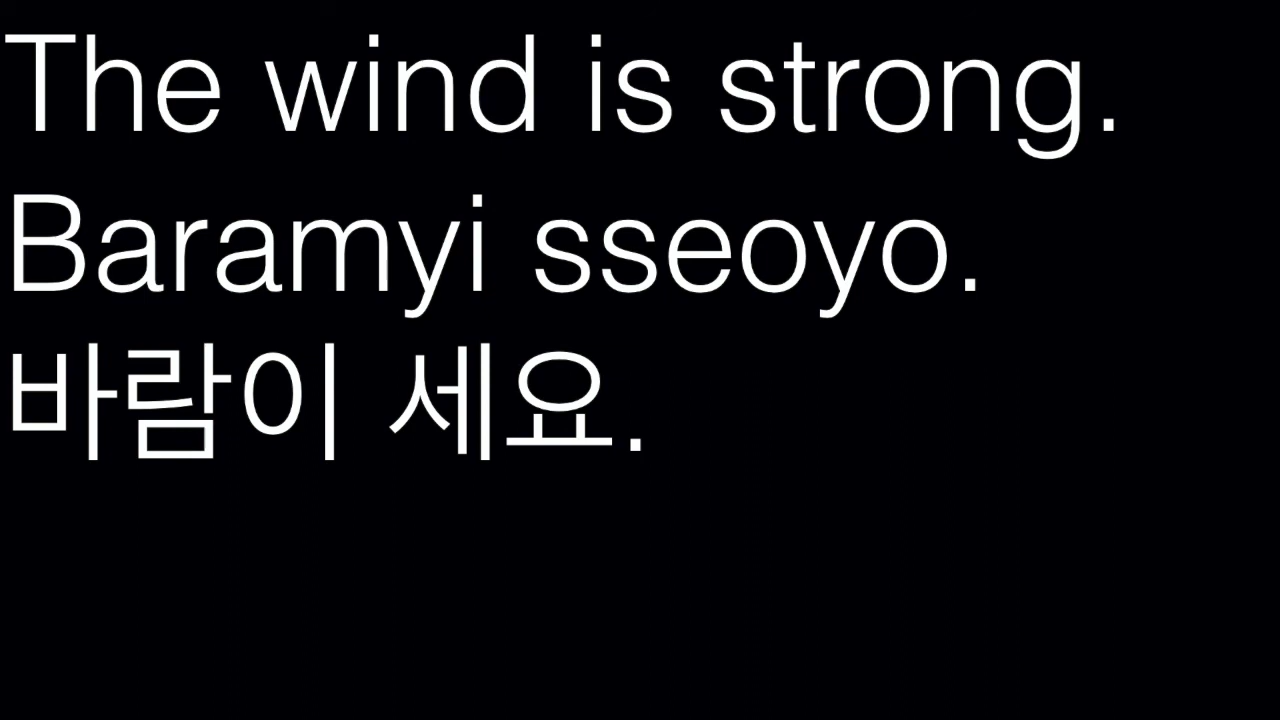 The wind is strong.
Baramyi sseoyo.
바람이 세요.